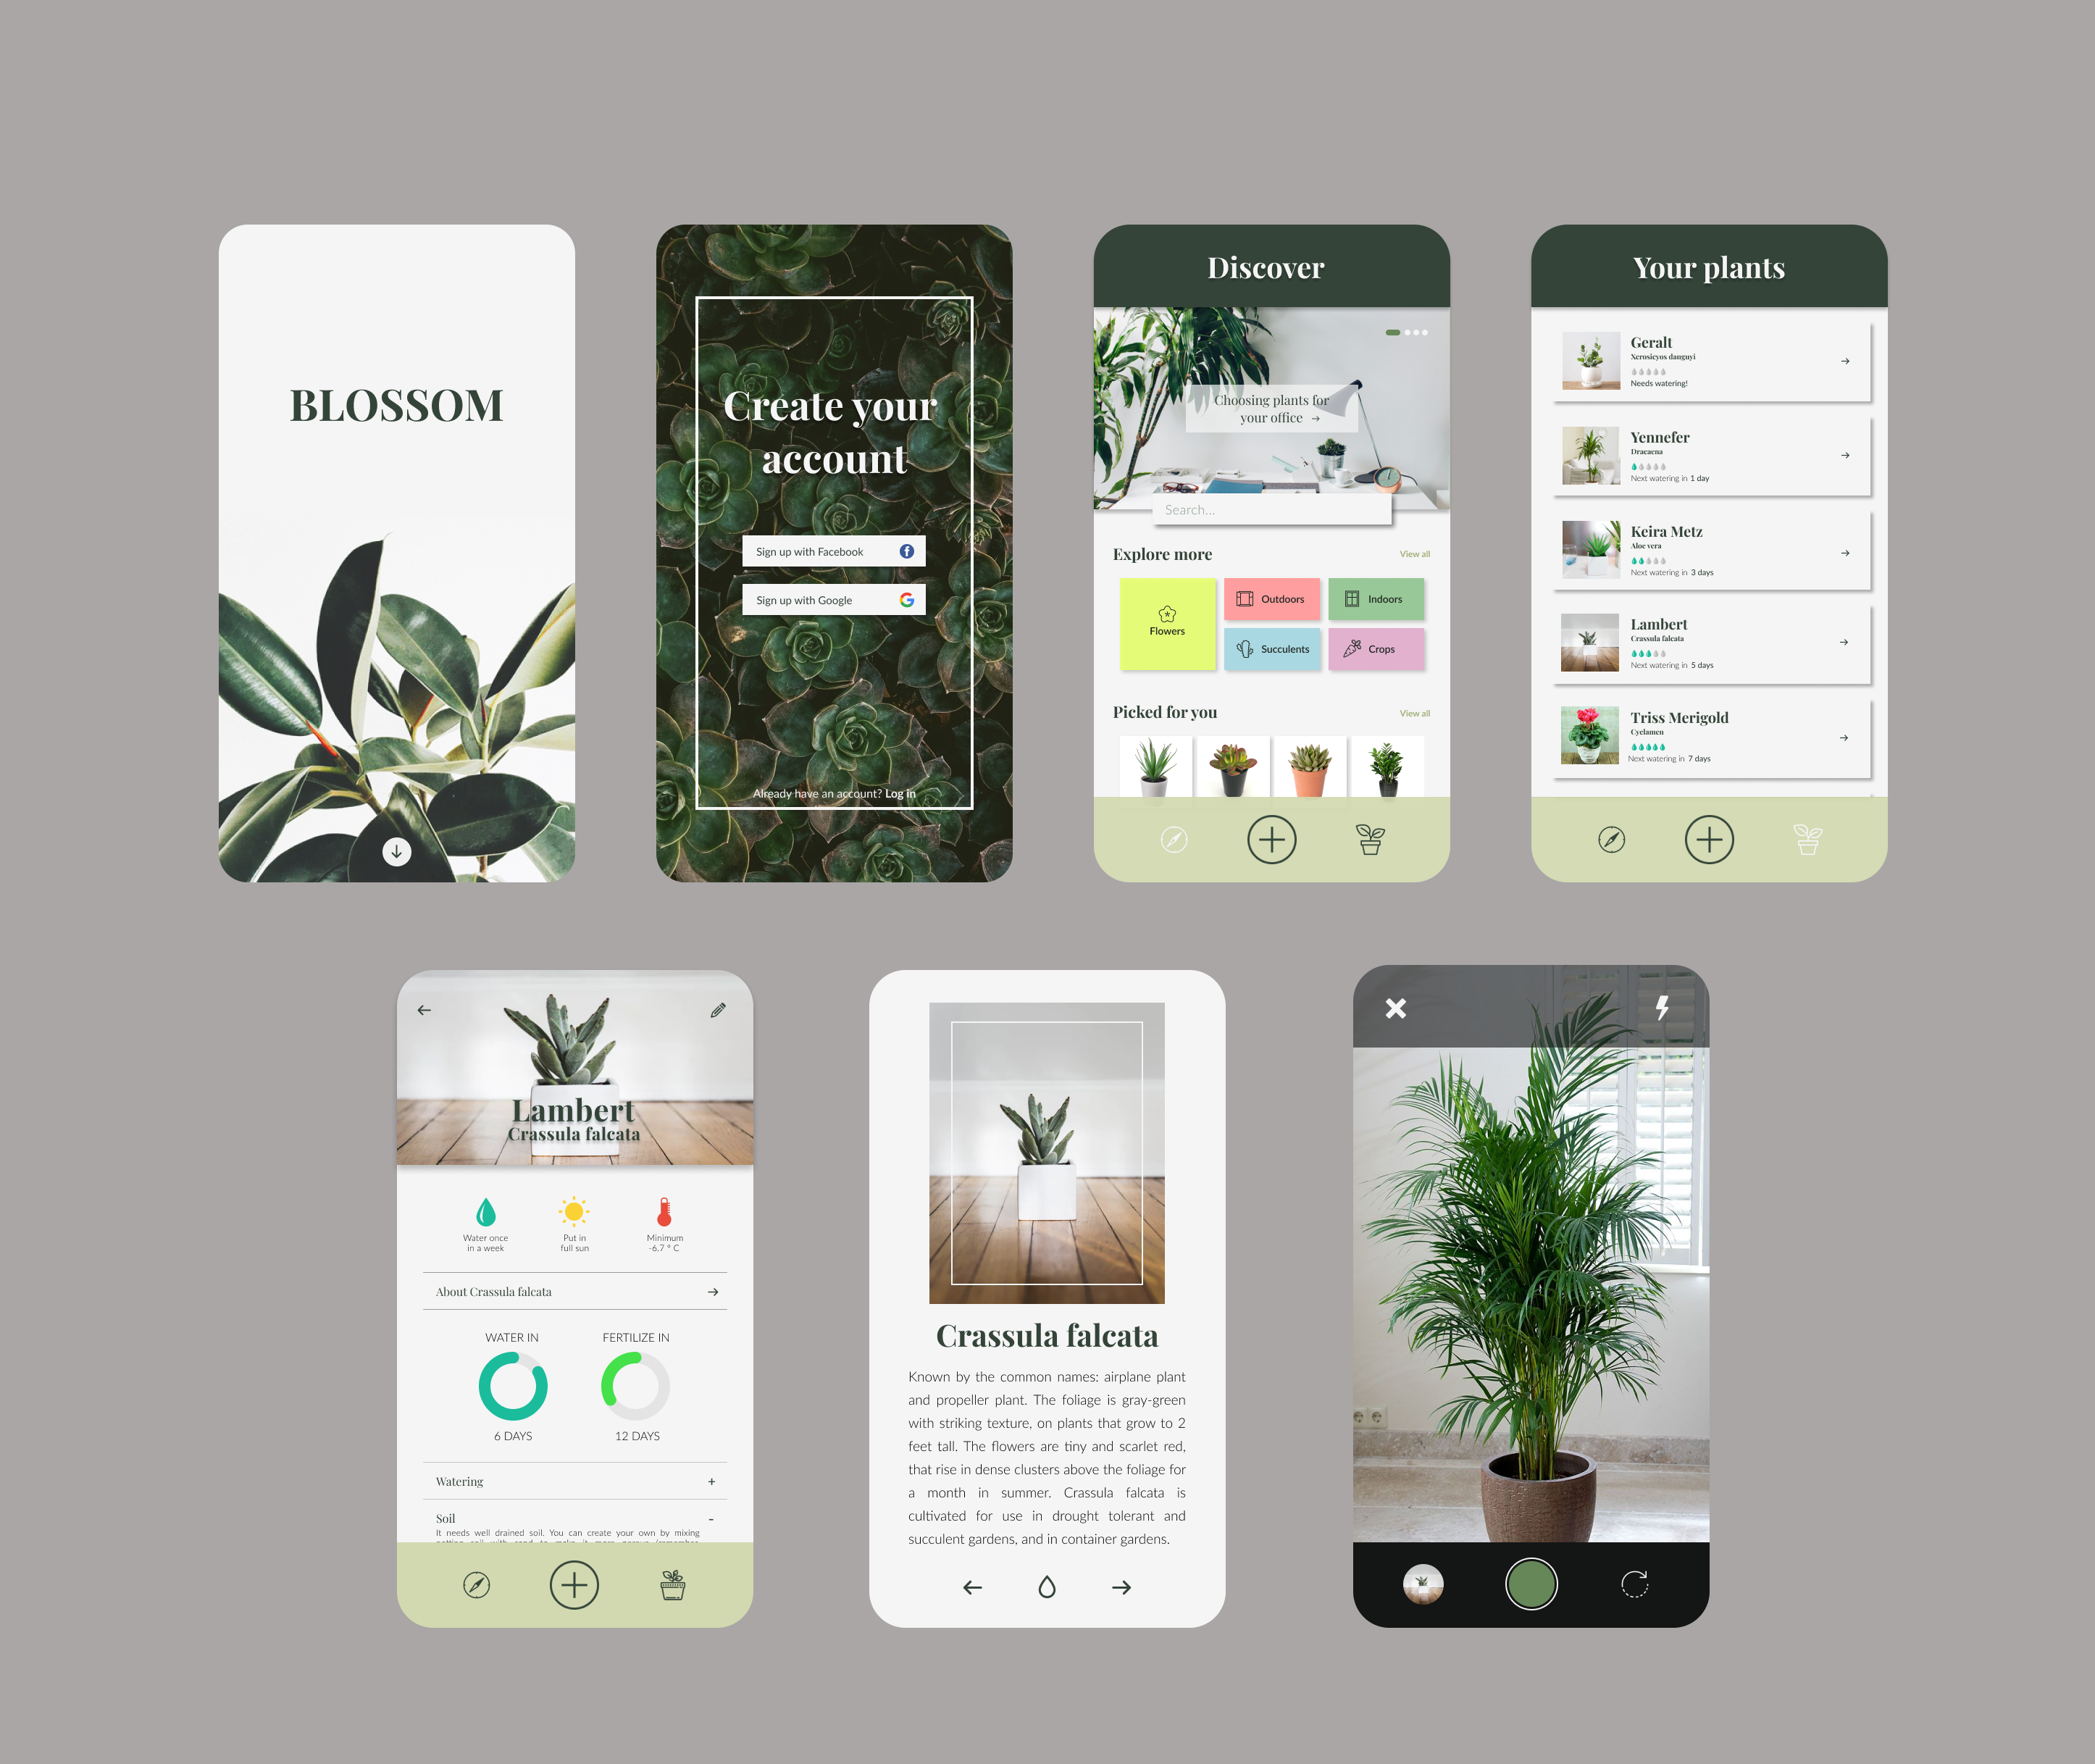 BLOSSOM
Create your
account
Sign up with Facebook
Sign up with Google
Already have an account? Log in
Discover
Choosing plants for
your office →
Search...
Explore more
View all
Flowers
Outdoors
Indoors
Succulents
Crops
Picked for you
View all
Your plants
Geralt
Xerosicyos danguyi
Needs watering!
Yennefer
Dracaena
Next watering in 1 day
Keira Metz
Aloe vera
Next watering in 3 days
Lambert
Crassula falcata
Next watering in 5 days
Triss Merigold
Cyclamen
Next watering in 7 days
Lambert
Crassula falcata
Water once
in a week
Put in
full sun
Minimum
-6.7 ° C
About Crassula falcata
WATER IN
FERTILIZE IN
6 DAYS
12 DAYS
Watering +
Soil -
It needs well drained soil. You can create your own by mixing
Crassula falcata
Known by the common names: airplane plant
and propeller plant. The foliage is gray-green
with striking texture, on plants that grow to 2
feet tall. The flowers are tiny and scarlet red,
that rise in dense clusters above the foliage for
a month in summer. Crassula falcata is
cultivated for use in drought tolerant and
succulent gardens, and in container gardens.